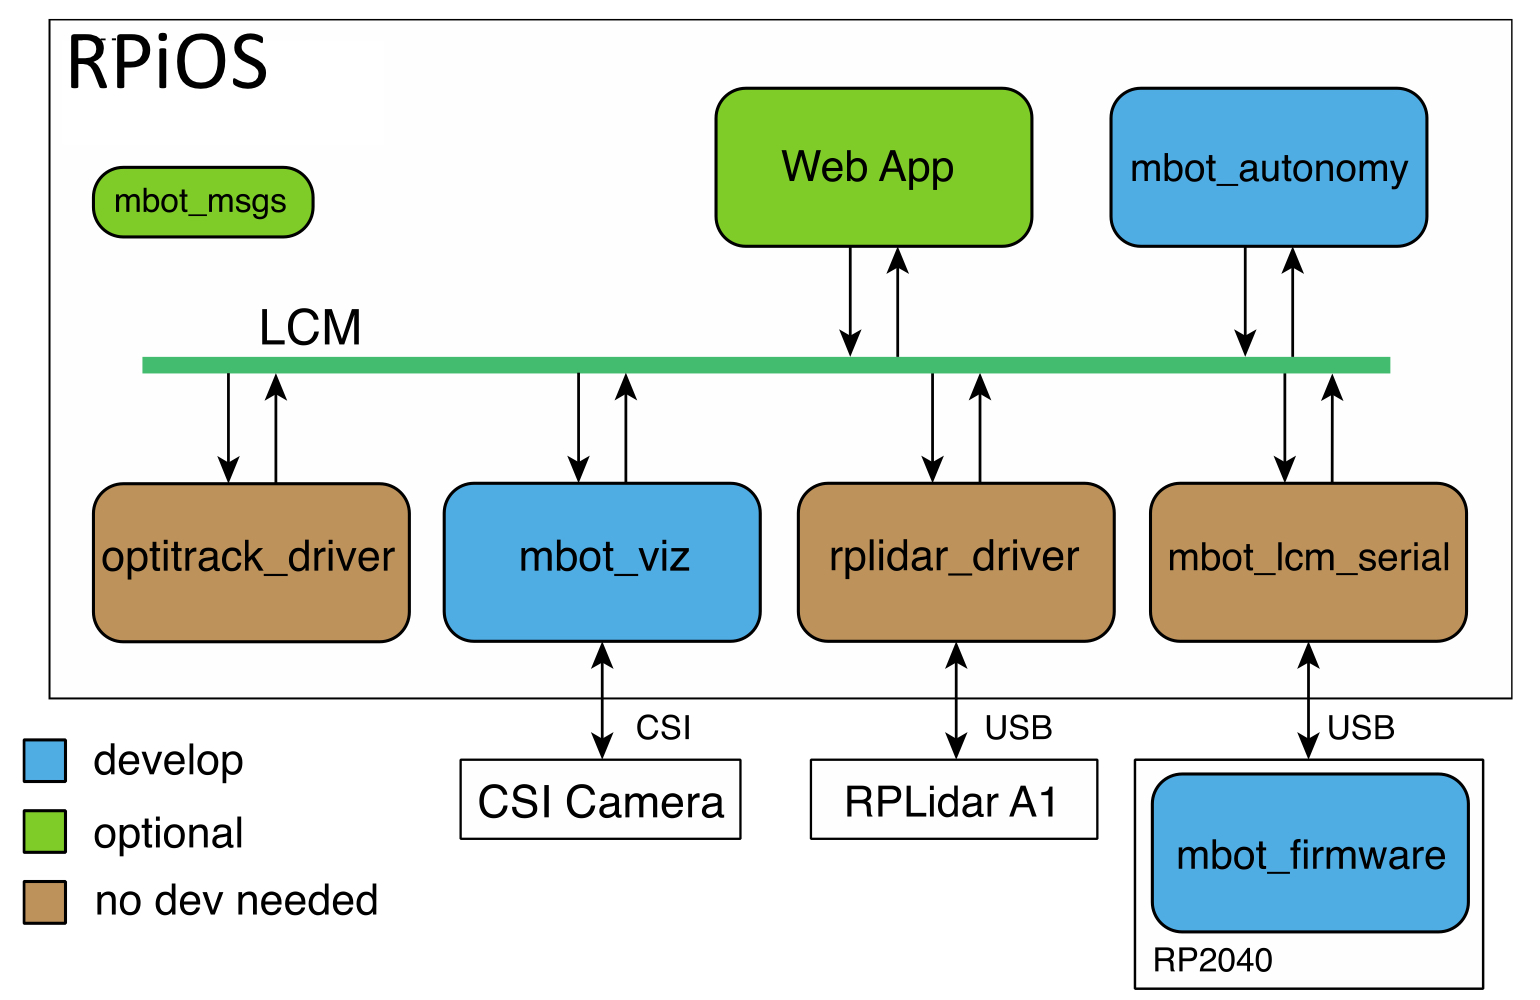 RPiOS
Web App
mbot_autonomy
mbot_msgs
LCM
optitrack_driver
mbot_viz
rplidar_driver
mbot_lcm_serial
CSI
USB
USB
develop
optional
no dev needed
CSI Camera
RPLidar A1
mbot_firmware
RP2040